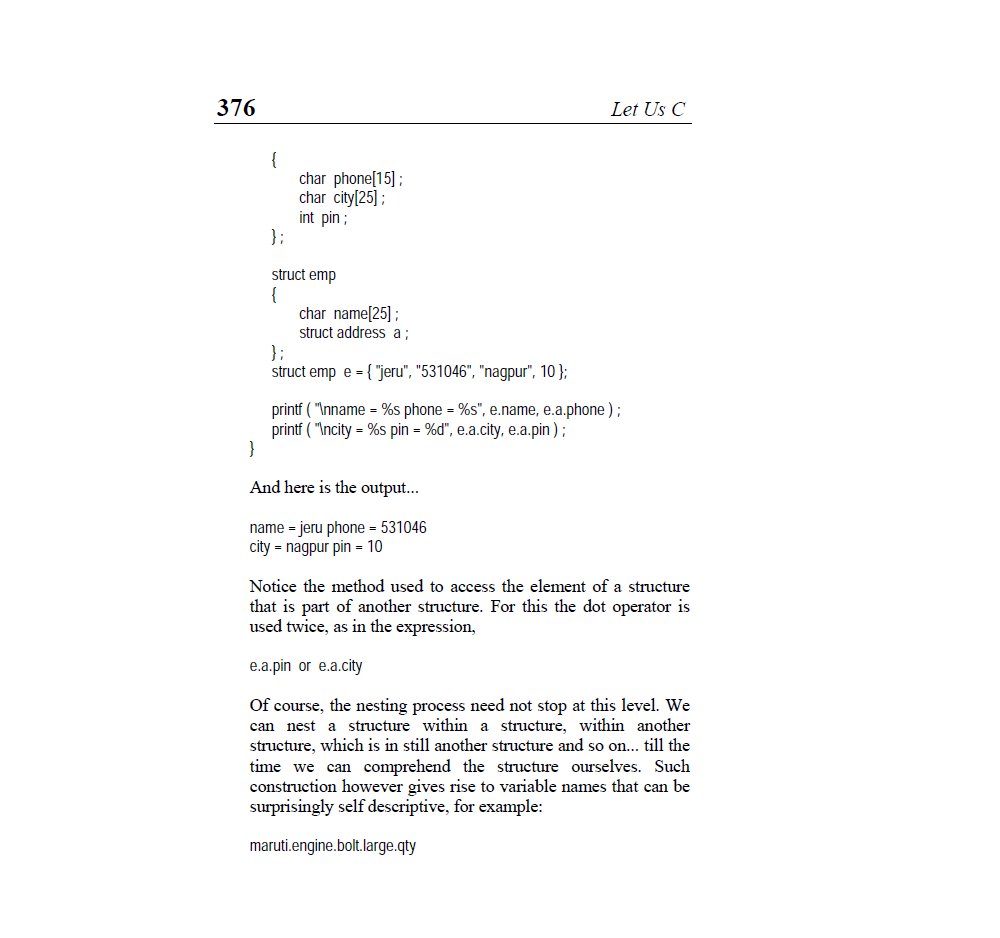 376 Let Us C
{
char phone[15] ;
char city[25] ;
int pin ;
} ;
struct emp
{
char name[25] ;
struct address a ;
} ;
struct emp e = { "jeru", "531046", "nagpur", 10 };
printf ( "\nname = %s phone = %s", e.name, e.a.phone ) ;
printf ( "\ncity = %s pin = %d", e.a.city, e.a.pin ) ;
}
And here is the output...
name = jeru phone = 531046
city = nagpur pin = 10
Notice the method used to access the element of a structure
that is part of another structure. For this the dot operator is
used twice, as in the expression,
e.a.pin or e.a.city
Of course, the nesting process need not stop at this level. We
can nest a structure within a structure, within another
structure, which is in still another structure and so on... till the
time we can comprehend the structure ourselves. Such
construction however gives rise to variable names that can be
surprisingly self descriptive, for example:
maruti.engine.bolt.large.qty